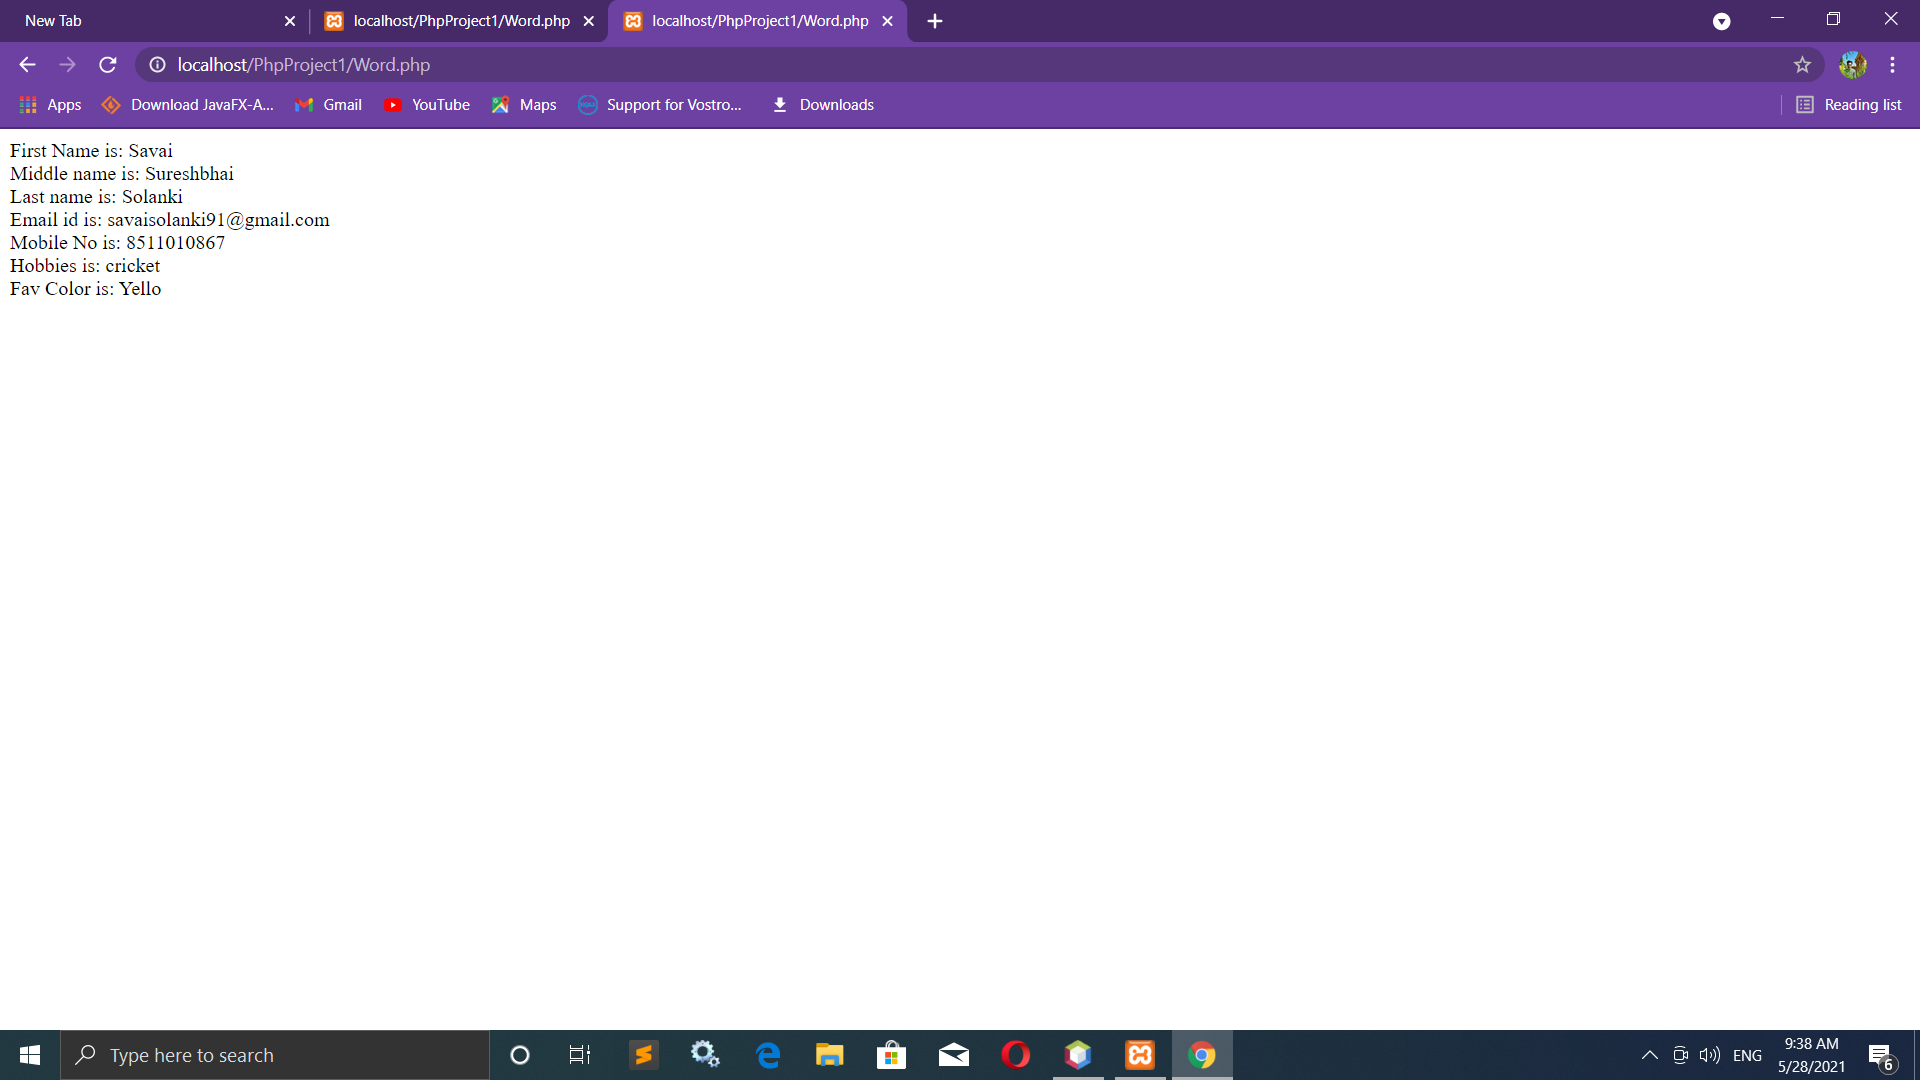 New Tab
localhost/PhpProject1/Word.php
localhost/PhpProject1/Word.php
localhost/PhpProject1/Word.php
Apps
Download JavaFX-A...
Gmail
YouTube
Maps
Support for Vostro...
Downloads
Reading list
First Name is: Savai
Middle name is: Sureshbhai
Last name is: Solanki
Email id is: savaisolanki91@gmail.com
Mobile No is: 8511010867
Hobbies is: cricket
Fav Color is: Yello
Type here to search
ENG
9:38 AM
5/28/2021
6